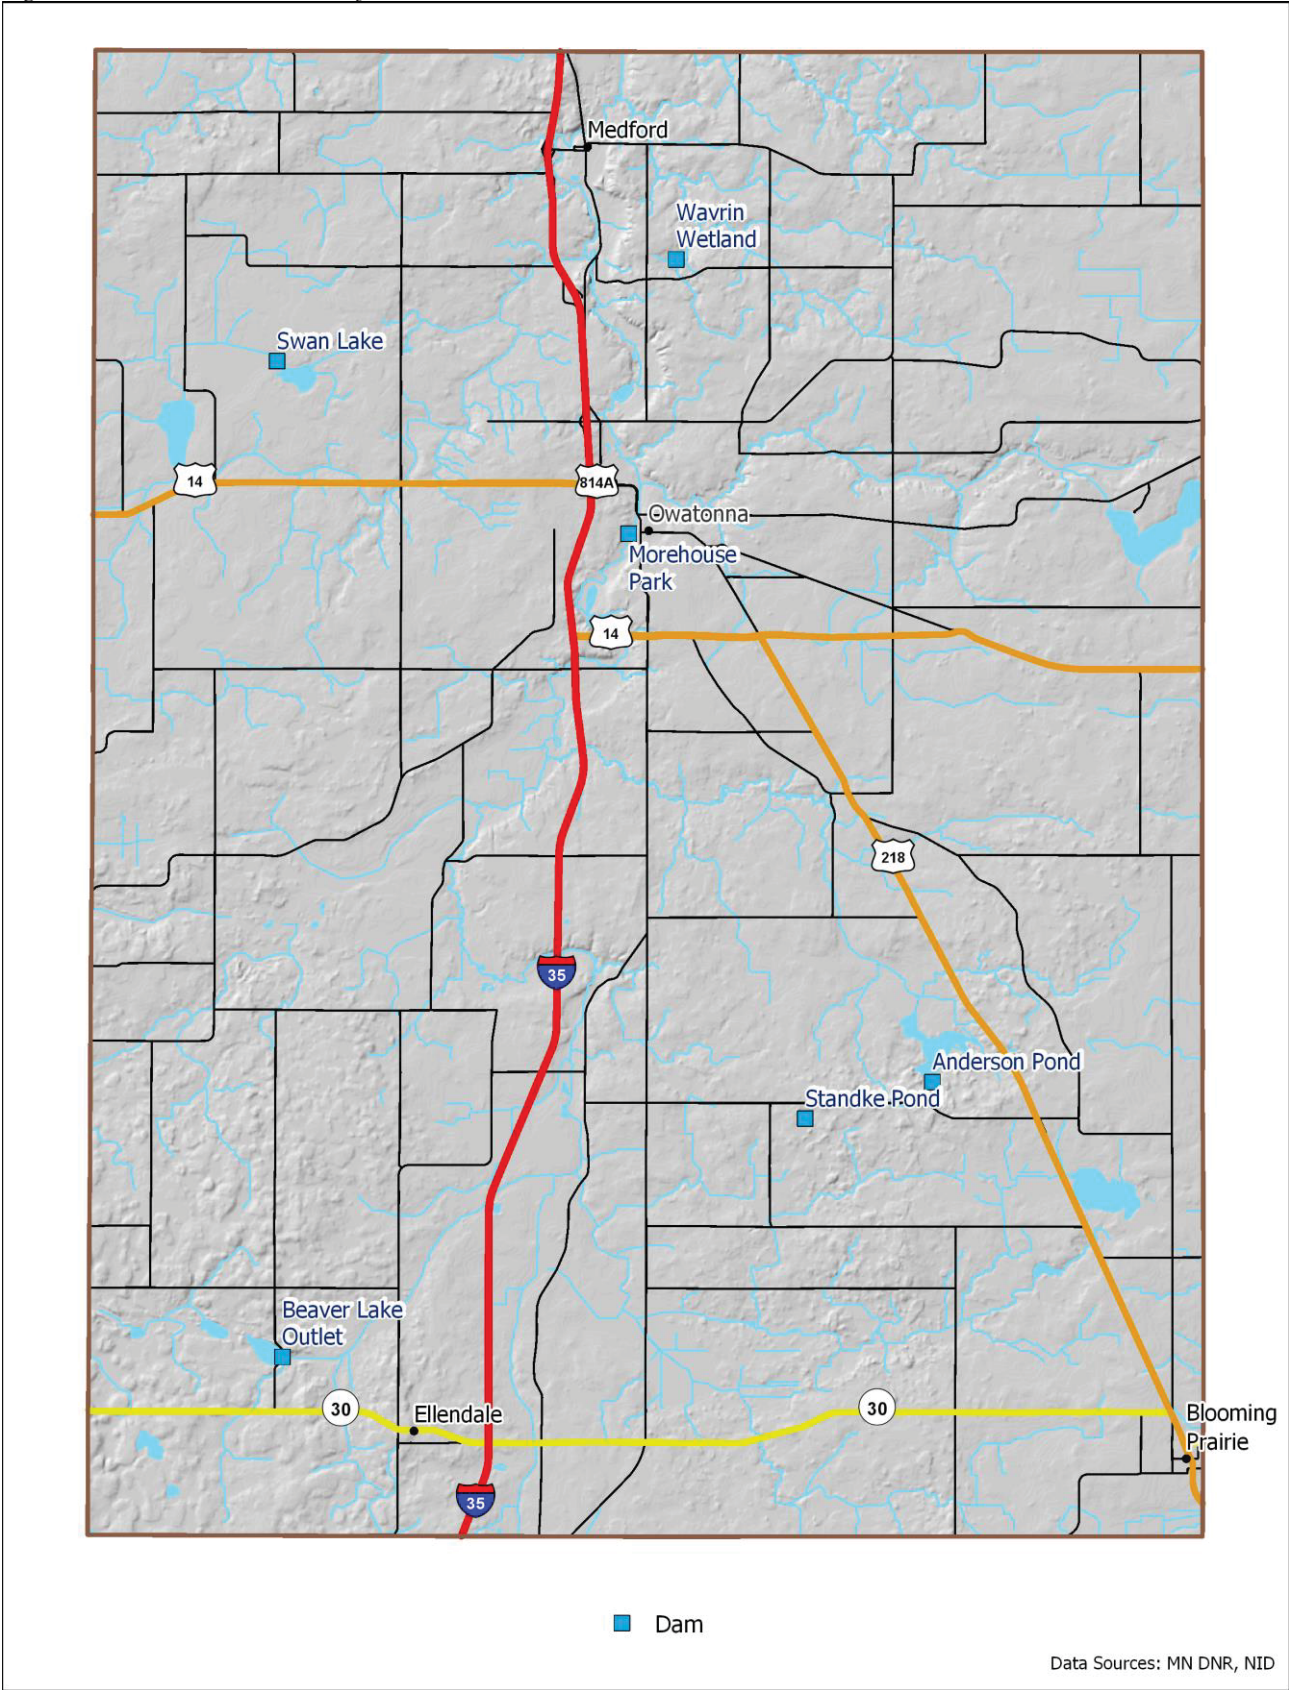 Medford
Wavrin
Wetland
Swan Lake
14
814A
Owatonna
Morehouse
Park
14
218
35
Anderson Pond
Standke Pond
Beaver Lake
Outlet
30
Ellendale
30
Blooming
Prairie
35
Dam
Data Sources: MN DNR, NID